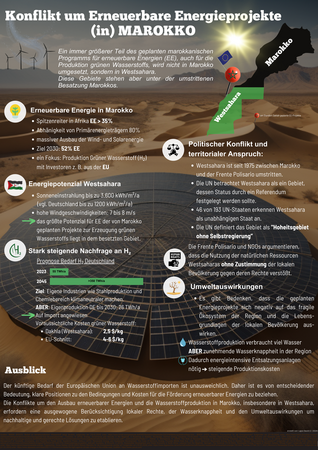 Konflikt um Erneuerbare Energieprojekte
(in) MAROKKO
Ein immer größerer Teil des geplanten marokkanischen
Programms für erneuerbare Energien (EE), auch für die
Produktion grünen Wasserstoffs, wird nicht in Marokko
umgesetzt, sondern in Westsahara.
Diese Gebiete stehen aber unter der umstrittenen
Besatzung Marokkos.
Marokko
Westsahara
Erneuerbare Energie in Marokko
Spitzenreiter in Afrika EE > 35%
Abhänigkeit von Primärenergieträgern 80%
massiver Ausbau der Wind- und Solarenergie
Ziel 2030: 52% EE
ein Fokus: Produktion Grüner Wasserstoff (H₂)
mit Investoren z. B. aus der EU
Energiepotenzial Westsahara
Sonneneinstrahlung bis zu 3.600 kWh/m²/a
(vgl. Deutschland bis zu 1200 kWh/m²/a)
hohe Windgeschwindigkeiten: 7 bis 8 m/s
das größte Potenzial für EE der von Marokko
geplanten Projekte zur Erzeugung grünen
Wasserstoffs liegt in dem besetzten Gebiet.
Stark steigende Nachfrage an H₂
Prognose Bedarf H₂ Deutschland
2023
2045
Ziel: Eigene Industrien wie Stahlproduktion und
Chemiebereich klimaneutraler machen.
ABER: Eigenproduktion DE bis 2030: 28 TWh/a
Auf Import angewiesen
Voraussichtliche Kosten grüner Wasserstoff:
Dakhla (Westsahara): 2,5 $/kg
EU-Schnitt: 4-6 $/kg
Politischer Konflikt und
territorialer Anspruch:
Westsahara ist seit 1975 zwischen Marokko
und der Frente Polisario umstritten.
Die UN betrachtet Westsahara als ein Gebiet,
dessen Status durch ein Referendum
festgelegt werden sollte.
46 von 193 UN-Staaten erkennen Westsahara
als unabhängigen Staat an.
Die UN definiert das Gebiet als "Hoheitsgebiet
ohne Selbstregierung"
Die Frente Polisario und NGOs argumentieren,
dass die Nutzung der natürlichen Ressourcen
Westsaharas ohne Zustimmung der lokalen
Bevölkerung gegen deren Rechte verstößt.
Umweltauswirkungen
Es gibt Bedenken, dass die geplanten
Energieprojekte sich negativ auf das fragile
Ökosystem der Region und die Lebens-
grundlagen der lokalen Bevölkerung aus-
wirken.
Wasserstoffproduktion verbraucht viel Wasser
ABER zunehmende Wasserknappheit in der Region
Dadurch energieintensive Entsalzungsanlagen
nötig → steigende Produktionskosten
Ausblick
Der künftige Bedarf der Europäischen Union an Wasserstoffimporten ist unausweichlich. Daher ist es von entscheidender
Bedeutung, klare Positionen zu den Bedingungen und Kosten für die Förderung erneuerbarer Energien zu beziehen.
Die Konflikte um den Ausbau erneuerbarer Energien und die Wasserstoffproduktion in Marokko, insbesondere in Westsahara,
erfordern eine ausgewogene Berücksichtigung lokaler Rechte, der Wasserknappheit und den Umweltauswirkungen um
nachhaltige und gerechte Lösungen zu etablieren.